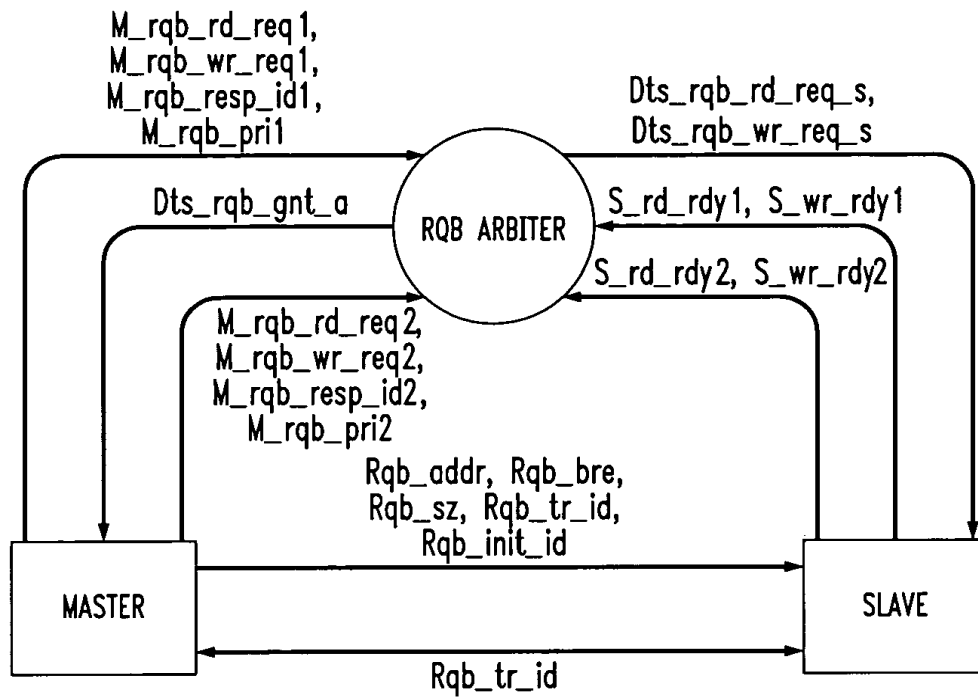 M_rqb_rd_req1,
M_rqb_wr_req1,
M_rqb_resp_id1,
M_rqb_pri1
Dts_rqb_rd_req_s,
Dts_rqb_wr_req_s
Dts_rqb_gnt_a
RQB ARBITER
S_rd_rdy1, S_wr_rdy1
S_rd_rdy2, S_wr_rdy2
M_rqb_rd_req2,
M_rqb_wr_req2,
M_rqb_resp_id2,
M_rqb_pri2
Rqb_addr, Rqb_bre,
Rqb_sz, Rqb_tr_id,
Rqb_init_id
MASTER
SLAVE
Rqb_tr_id